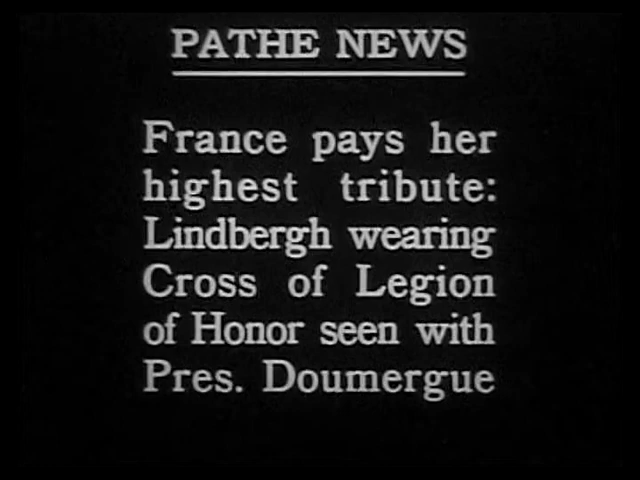 PATHE NEWS
France pays her
highest tribute:
Lindbergh wearing
Cross of Legion
of Honor seen with
Pres. Doumergue